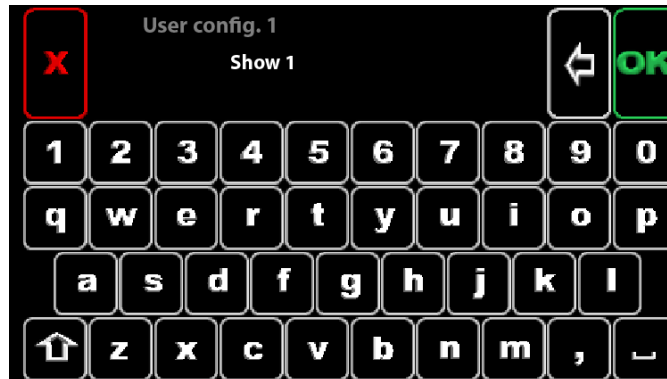 User config. 1
X Show 1 OK
1 2 3 4 5 6 7 8 9 0
q w e r t y u i o p
a s d f g h j k l
z x c v b n m ,